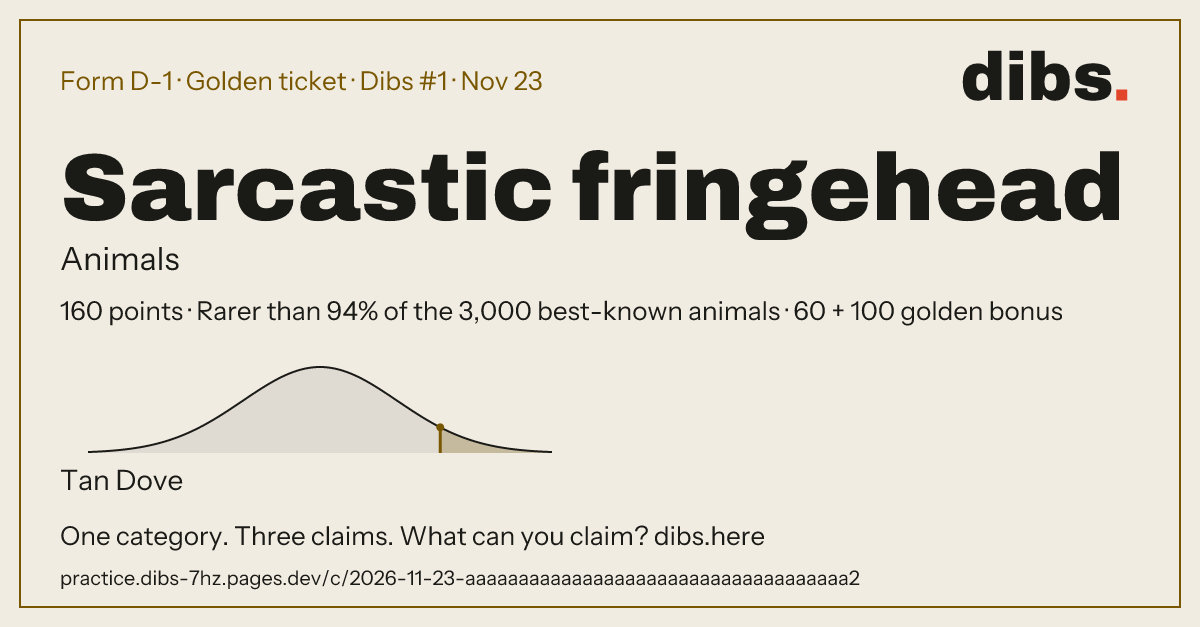 Form D-1 · Golden ticket · Dibs #1 · Nov 23
dibs.
Sarcastic fringehead
Animals
160 points · Rarer than 94% of the 3,000 best-known animals · 60 + 100 golden bonus
Tan Dove
One category. Three claims. What can you claim? dibs.here
practice.dibs-7hz.pages.dev/c/2026-11-23-aaaaaaaaaaaaaaaaaaaaaaaaaaaaaaaaaaa2